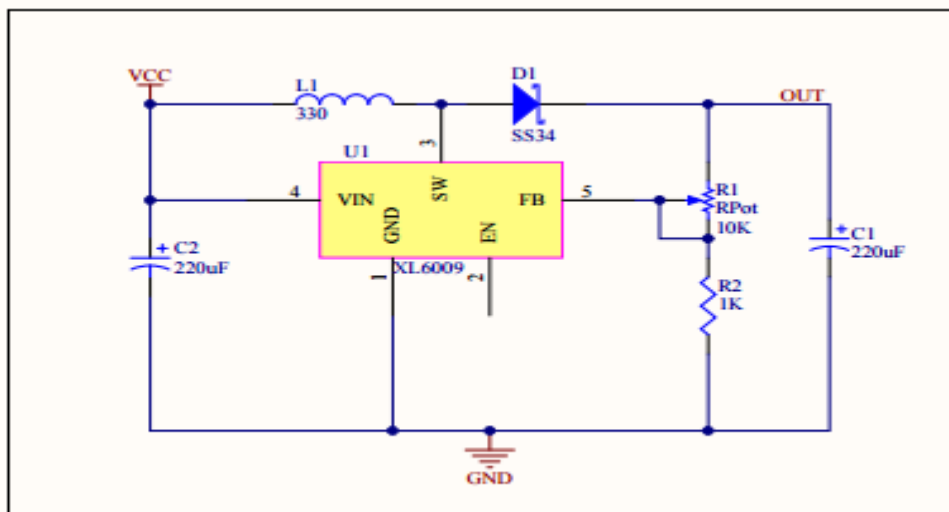 VCC
L1
330
D1
SS34
OUT
3
U1
4
VIN
SW
FB
5
GND
EN
XL6009
1
2
R1
RPot
10K
C2
+
220uF
C1
+
220uF
R2
1K
GND